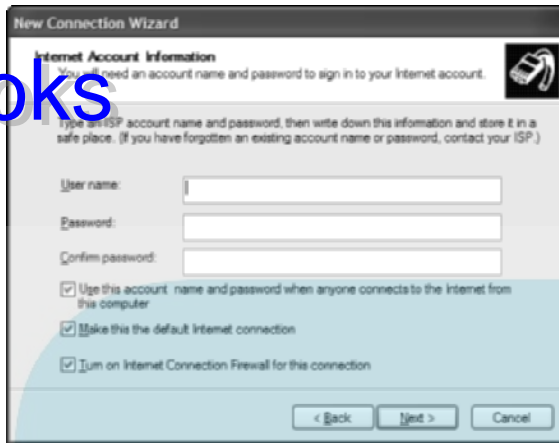 New Connection Wizard
Internet Account Information
You will need an account name and password to sign in to your Internet account.
oks
Type an ISP account name and password, then write down this information and store it in a
safe place. (If you have forgotten an existing account name or password, contact your ISP.)
User name:
Password:
Confirm password:
Use this account name and password when anyone connects to the Internet from
this computer
Make this the default Internet connection
Turn on Internet Connection Firewall for this connection
< Back Next > Cancel